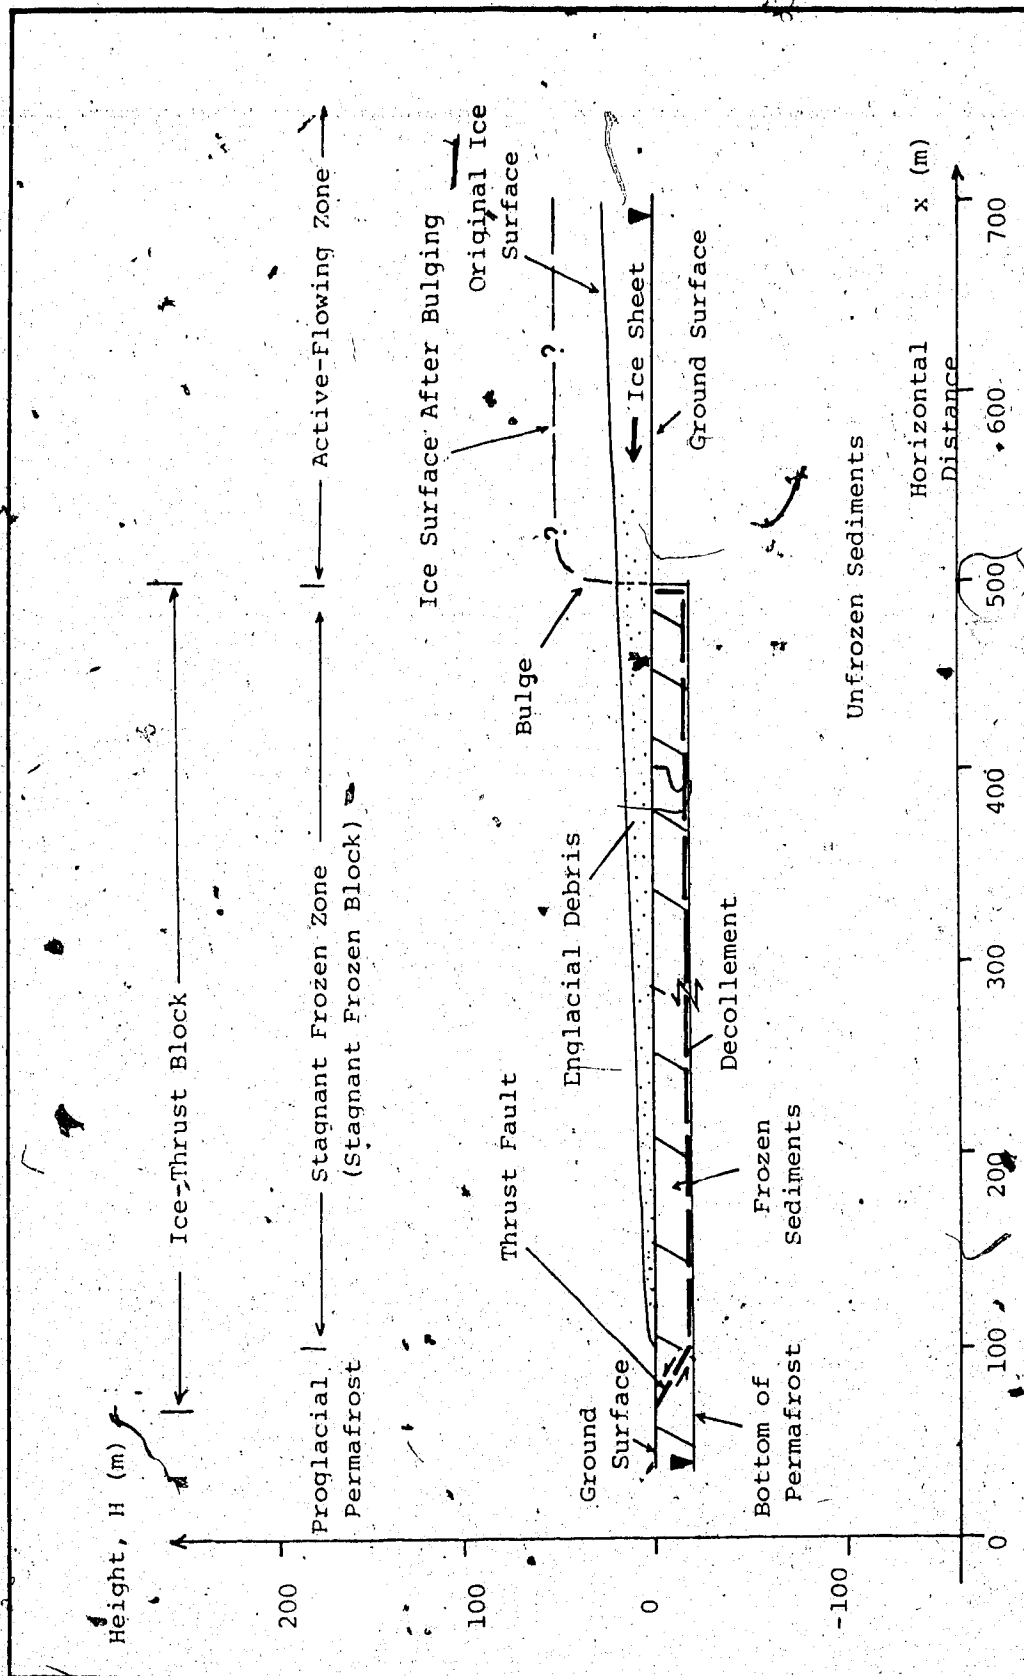 Height, H (m)
Ice-Thrust Block
Proglacial
Permafrost
Stagnant Frozen Zone
(Stagnant Frozen Block)
Active-Flowing Zone
Ice Surface After Bulging
Original Ice
Surface
Bulge
Thrust Fault
Englacial Debris
Ice Sheet
Ground
Surface
Ground Surface
Decollement
Frozen
Sediments
Bottom of
Permafrost
Unfrozen Sediments
Horizontal
Distance
x (m)
?
?
200
100
0
-100
0
100
200
300
400
500
600
700